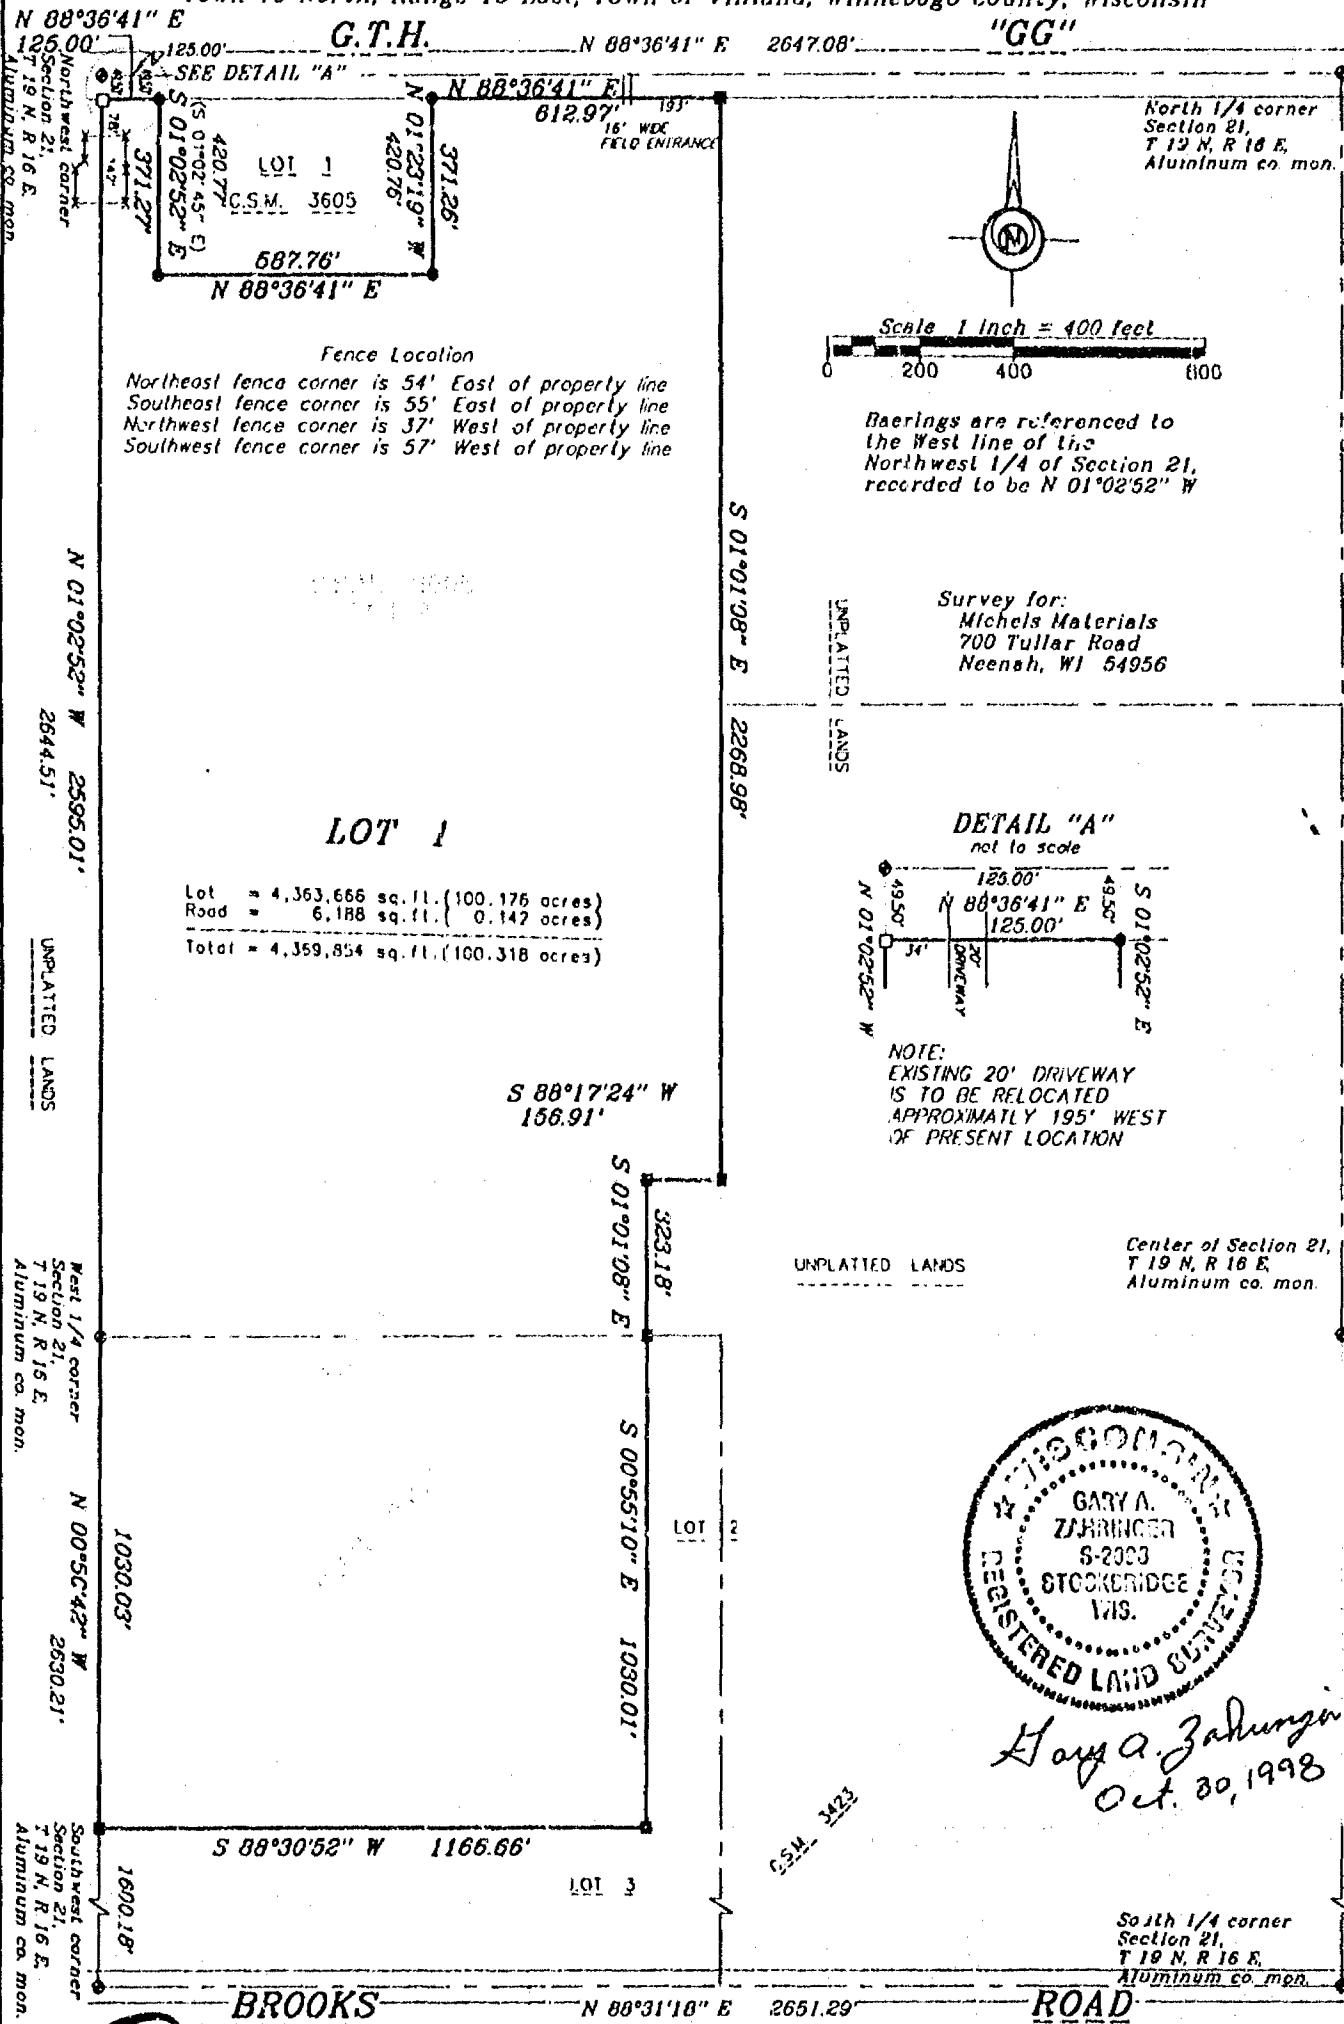 N 88°36'41" E
125.00'
125.00'
G.T.H.
N 88°36'41" E 2647.08'
"GG"
SEE DETAIL "A"
Northwest corner
Section 21,
T 19 N, R 16 E
Aluminum co. mon.
78'
147'
371.27'
S 01°02'52" E
(S 01°02'45" E)
420.77'
LOT 1
C.S.M. 3605
N 01°23'19" W
420.76'
371.26'
587.76'
N 88°36'41" E
N 88°36'41" E
612.97'
193'
16' WDE
FIELD ENTRANCE
North 1/4 corner
Section 21,
T 19 N, R 16 E,
Aluminum co. mon.
N
Scale 1 inch = 400 feet
0 200 400 800
Fence Location
Northeast fence corner is 54' East of property line
Southeast fence corner is 55' East of property line
Northwest fence corner is 37' West of property line
Southwest fence corner is 57' West of property line
Baerings are referenced to
the West line of the
Northwest 1/4 of Section 21,
recorded to be N 01°02'52" W
N 01°02'52" W 2595.01'
2644.51'
S 01°01'08" E 2268.98'
UNPLATTED LANDS
Survey for:
Michels Materials
700 Tullar Road
Neenah, WI 54956
LOT 1
Lot = 4,363,666 sq.ft.(100.176 acres)
Road = 6,188 sq.ft.( 0.142 acres)
Total = 4,369,854 sq.ft.(100.318 acres)
DETAIL "A"
not to scale
125.00'
49.50'
N 88°36'41" E
125.00'
49.50'
N 01°02'52" W
34'
20'
DRIVEWAY
S 01°02'52" E
NOTE:
EXISTING 20' DRIVEWAY
IS TO BE RELOCATED
APPROXIMATLY 195' WEST
OF PRESENT LOCATION
UNPLATTED LANDS
S 88°17'24" W
156.91'
S 01°01'08" E
323.18'
UNPLATTED LANDS
Center of Section 21,
T 19 N, R 16 E,
Aluminum co. mon.
West 1/4 corner
Section 21,
T 19 N, R 16 E,
Aluminum co. mon.
N 00°50'42" W
2630.21'
1030.03'
S 00°55'10" E 1030.01'
LOT 2
WISCONSIN
GARY A.
ZAHRINGER
S-2098
STOCKBRIDGE
WIS.
REGISTERED LAND SURVEYOR
Gary A. Zahringer
Oct. 30, 1998
S 88°30'52" W 1166.66'
LOT 3
C.S.M. 3423
1600.18'
Southwest corner
Section 21,
T 19 N, R 16 E,
Aluminum co. mon.
South 1/4 corner
Section 21,
T 19 N, R 16 E,
Aluminum co. mon.
BROOKS
N 88°31'18" E 2651.29'
ROAD